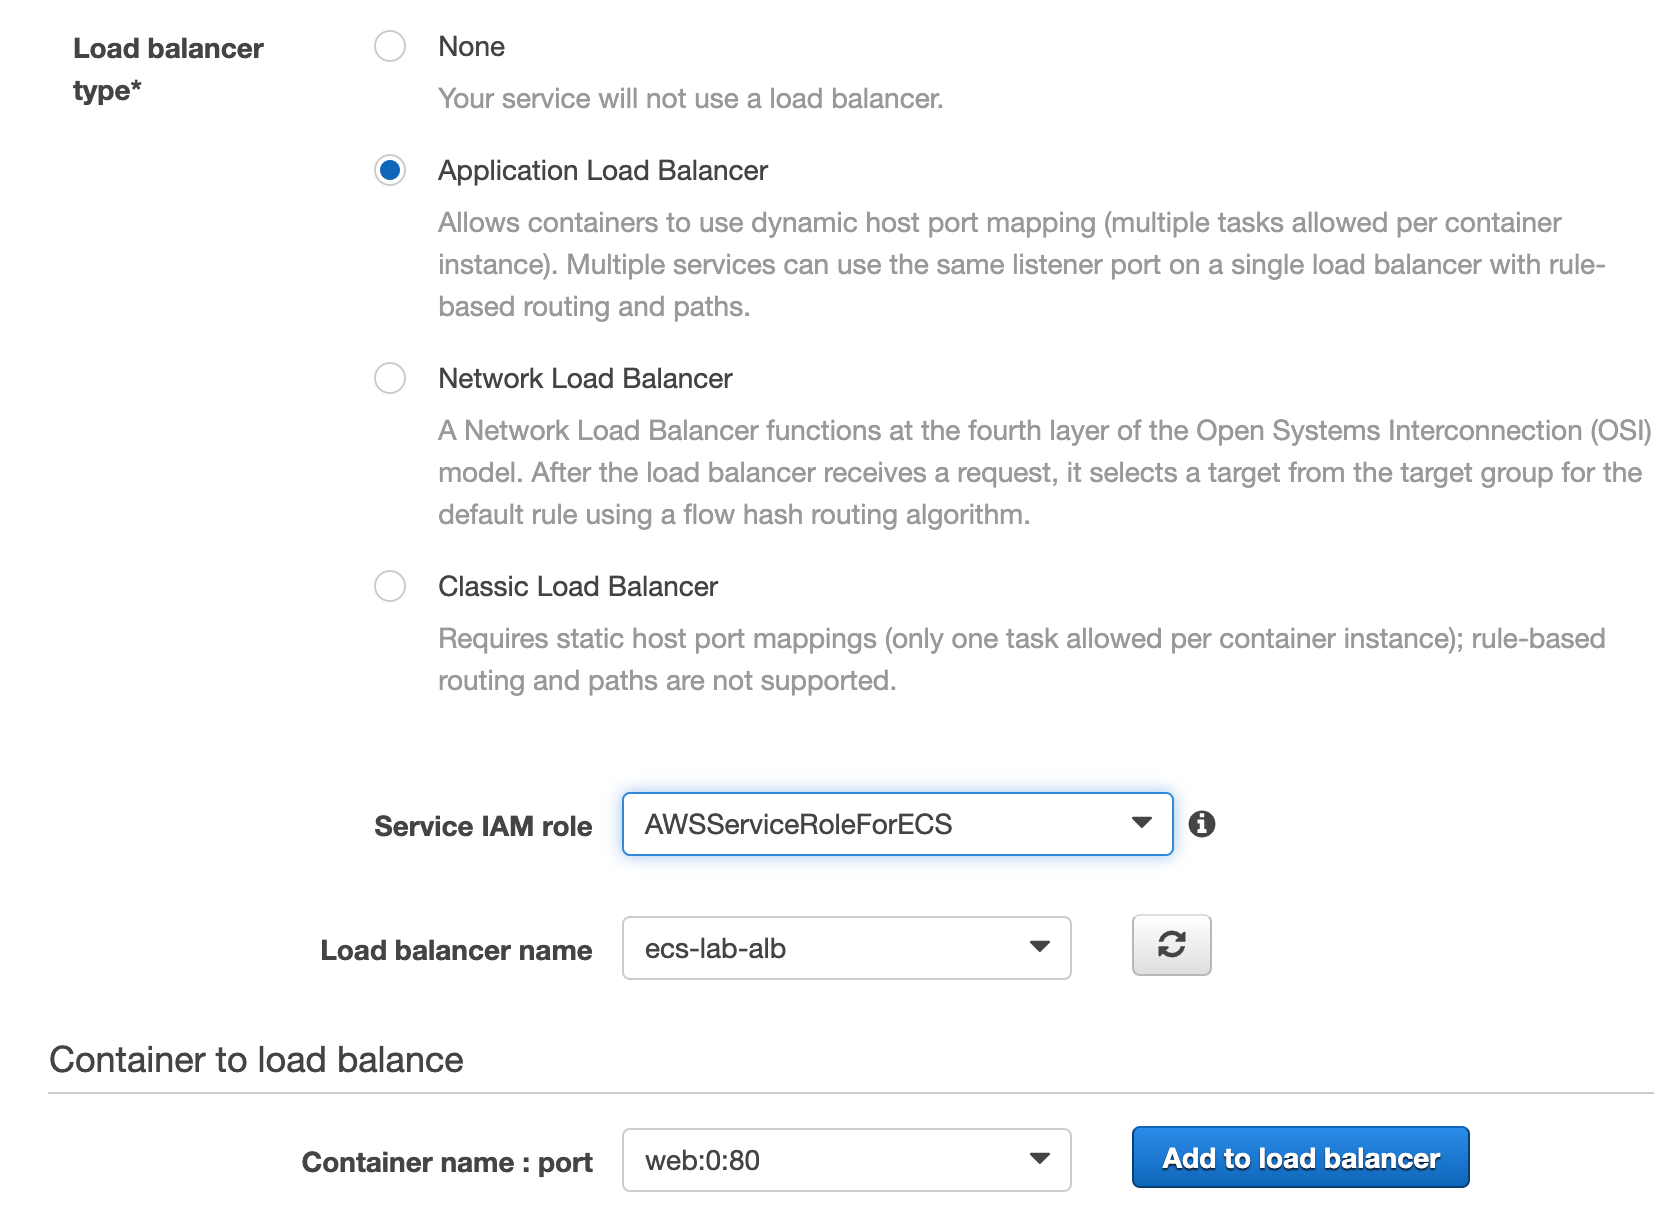 Load balancer
type*
None
Your service will not use a load balancer.
Application Load Balancer
Allows containers to use dynamic host port mapping (multiple tasks allowed per container
instance). Multiple services can use the same listener port on a single load balancer with rule-
based routing and paths.
Network Load Balancer
A Network Load Balancer functions at the fourth layer of the Open Systems Interconnection (OSI)
model. After the load balancer receives a request, it selects a target from the target group for the
default rule using a flow hash routing algorithm.
Classic Load Balancer
Requires static host port mappings (only one task allowed per container instance); rule-based
routing and paths are not supported.
Service IAM role
AWSServiceRoleForECS
Load balancer name
ecs-lab-alb
Container to load balance
Container name : port
web:0:80
Add to load balancer